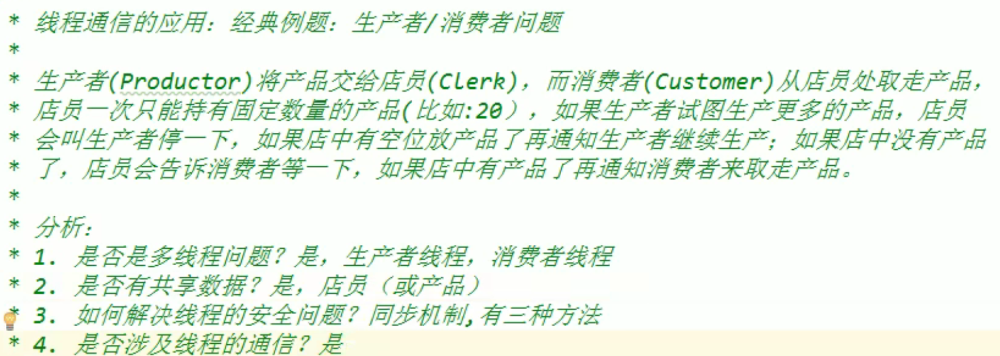 * 线程通信的应用：经典例题：生产者/消费者问题
*
* 生产者(Productor)将产品交给店员(Clerk)，而消费者(Customer)从店员处取走产品，
* 店员一次只能持有固定数量的产品(比如:20），如果生产者试图生产更多的产品，店员
* 会叫生产者停一下，如果店中有空位放产品了再通知生产者继续生产；如果店中没有产品
* 了，店员会告诉消费者等一下，如果店中有产品了再通知消费者来取走产品。
*
* 分析：
* 1. 是否是多线程问题？是，生产者线程，消费者线程
* 2. 是否有共享数据？是，店员（或产品）
* 3. 如何解决线程的安全问题？同步机制,有三种方法
* 4. 是否涉及线程的通信？是